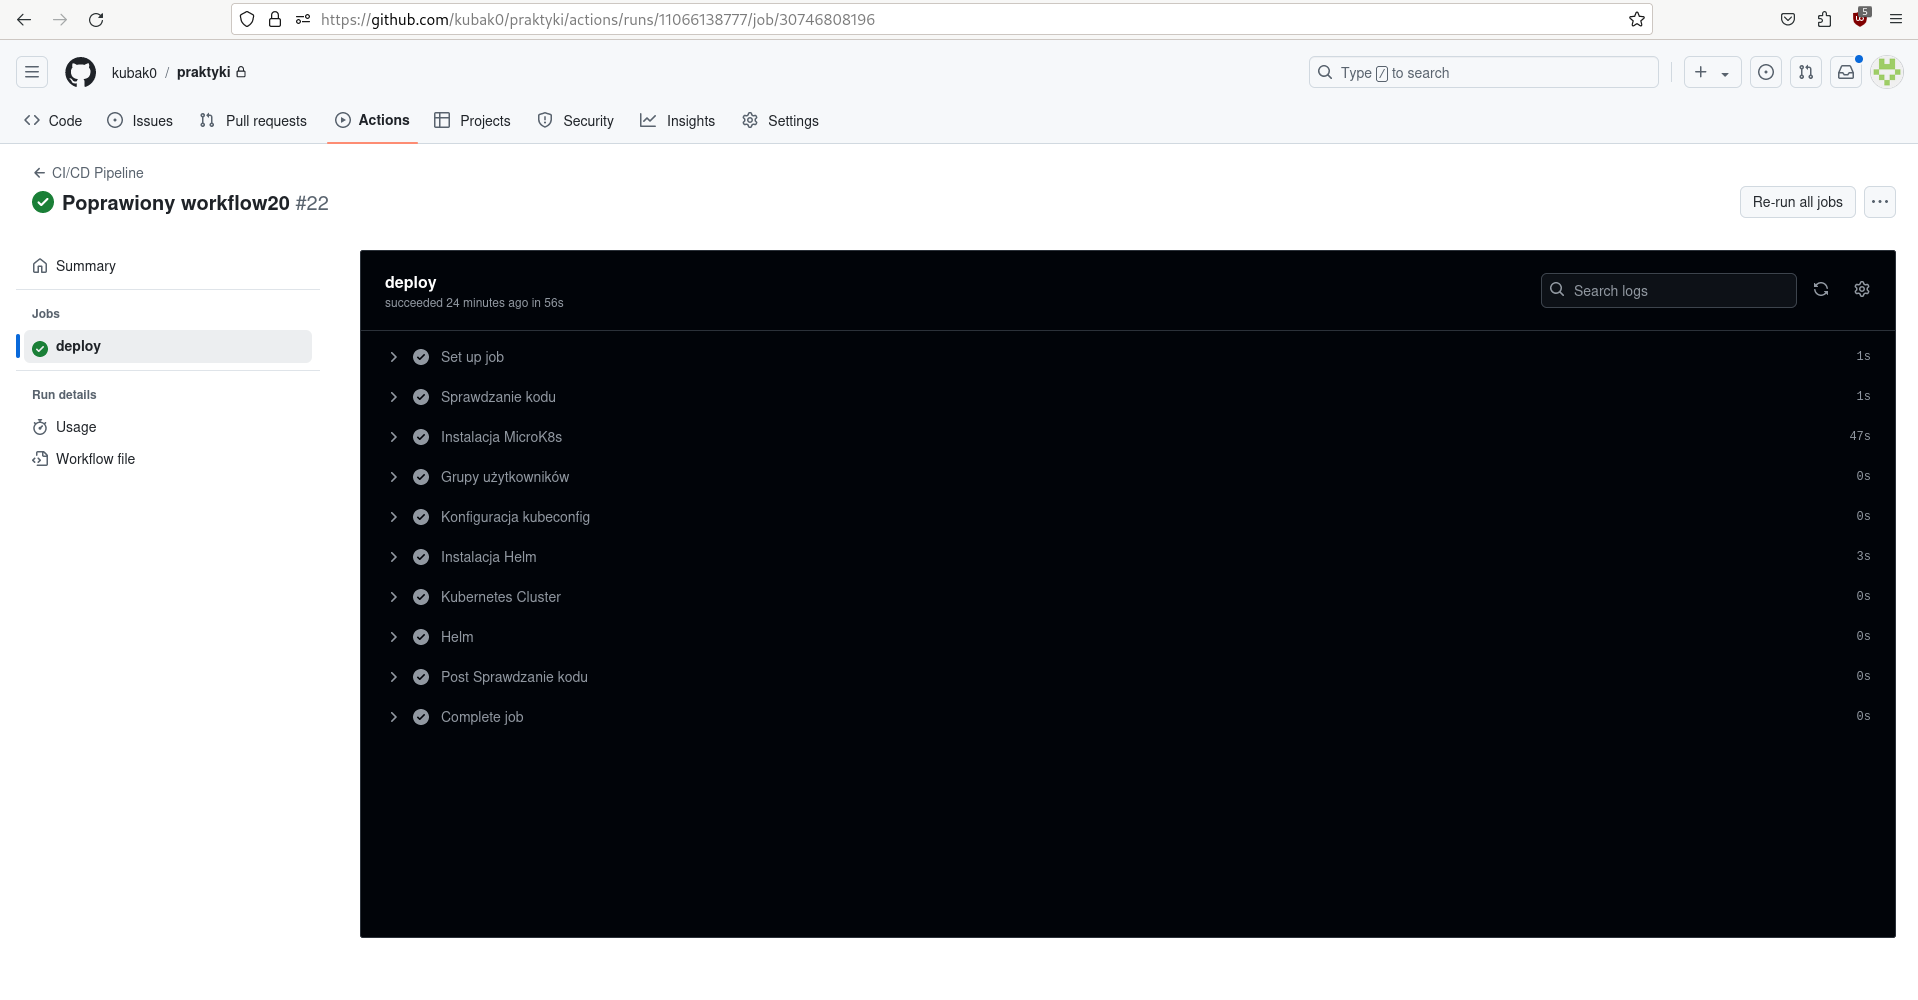 https://github.com/kubak0/praktyki/actions/runs/11066138777/job/30746808196
5
kubak0 / praktyki
Type / to search
Code Issues Pull requests Actions Projects Security Insights Settings
CI/CD Pipeline
Poprawiony workflow20 #22
Re-run all jobs
Summary
Jobs
deploy
Run details
Usage
Workflow file
deploy
succeeded 24 minutes ago in 56s
Search logs
Set up job 1s
Sprawdzanie kodu 1s
Instalacja MicroK8s 47s
Grupy użytkowników 0s
Konfiguracja kubeconfig 0s
Instalacja Helm 3s
Kubernetes Cluster 0s
Helm 0s
Post Sprawdzanie kodu 0s
Complete job 0s